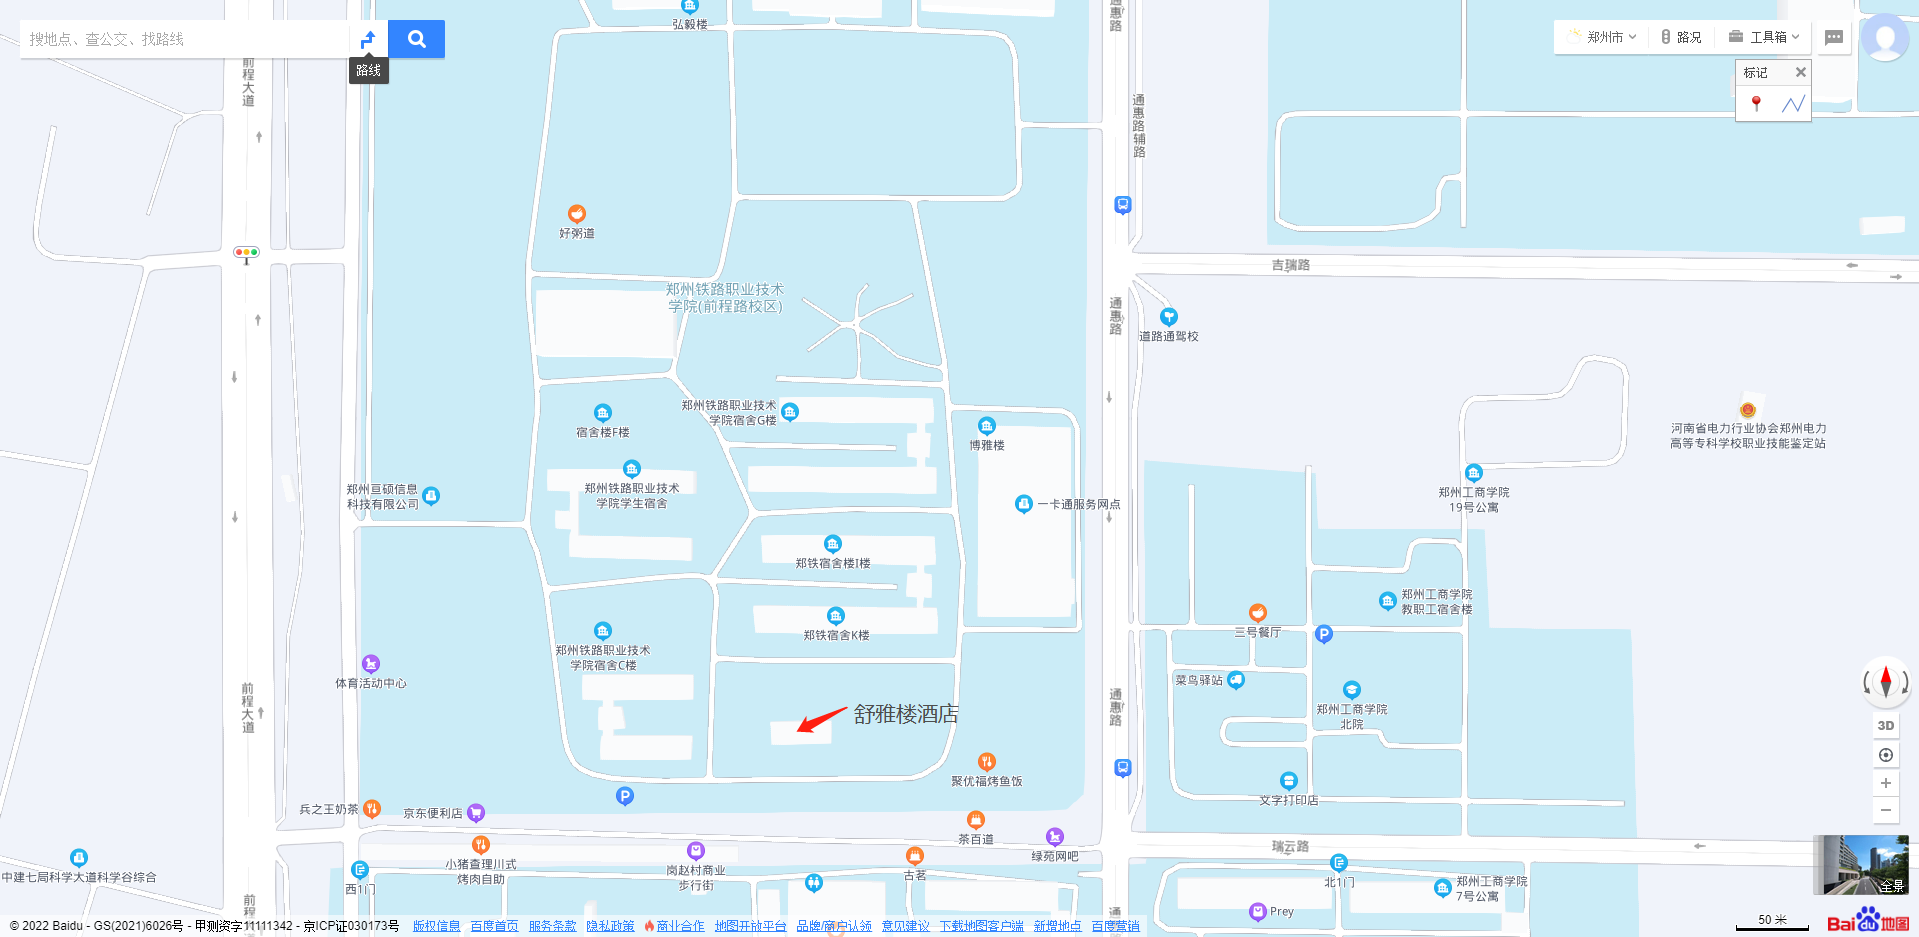 搜地点、查公交、找路线
路线
郑州市
路况
工具箱
标记
弘毅楼
通惠路
前程大道
通惠路辅路
好粥道
吉瑞路
郑州铁路职业技术
学院(前程路校区)
通惠路
道路通驾校
郑州铁路职业技术
学院宿舍G楼
宿舍楼F楼
博雅楼
河南省电力行业协会郑州电力
高等专科学校职业技能鉴定站
郑州铁路职业技术
学院学生宿舍
郑州亘硕信息
科技有限公司
一卡通服务网点
郑州工商学院
19号公寓
郑铁宿舍楼I楼
郑州工商学院
教职工宿舍楼
三号餐厅
P
郑铁宿舍K楼
郑州铁路职业技术
学院宿舍C楼
体育活动中心
菜鸟驿站
前程大道
通惠路
舒雅楼酒店
郑州工商学院
北院
3D
聚优福烤鱼饭
文字打印店
P
兵之王奶茶
京东便利店
茶百道
绿苑网吧
瑞云路
小猪查理川式
烤肉自助
岗赵村商业
步行街
古茗
中建七局科学大道科学谷综合
西1门
北1门
郑州工商学院
7号公寓
全景
前程
通惠
Prey
50 米
Bai du 地图
© 2022 Baidu - GS(2021)6026号 - 甲测资字11111342 - 京ICP证030173号 版权信息 百度首页 服务条款 隐私政策 商业合作 地图开放平台 品牌/商户认领 意见建议 下载地图客户端 新增地点 百度营销